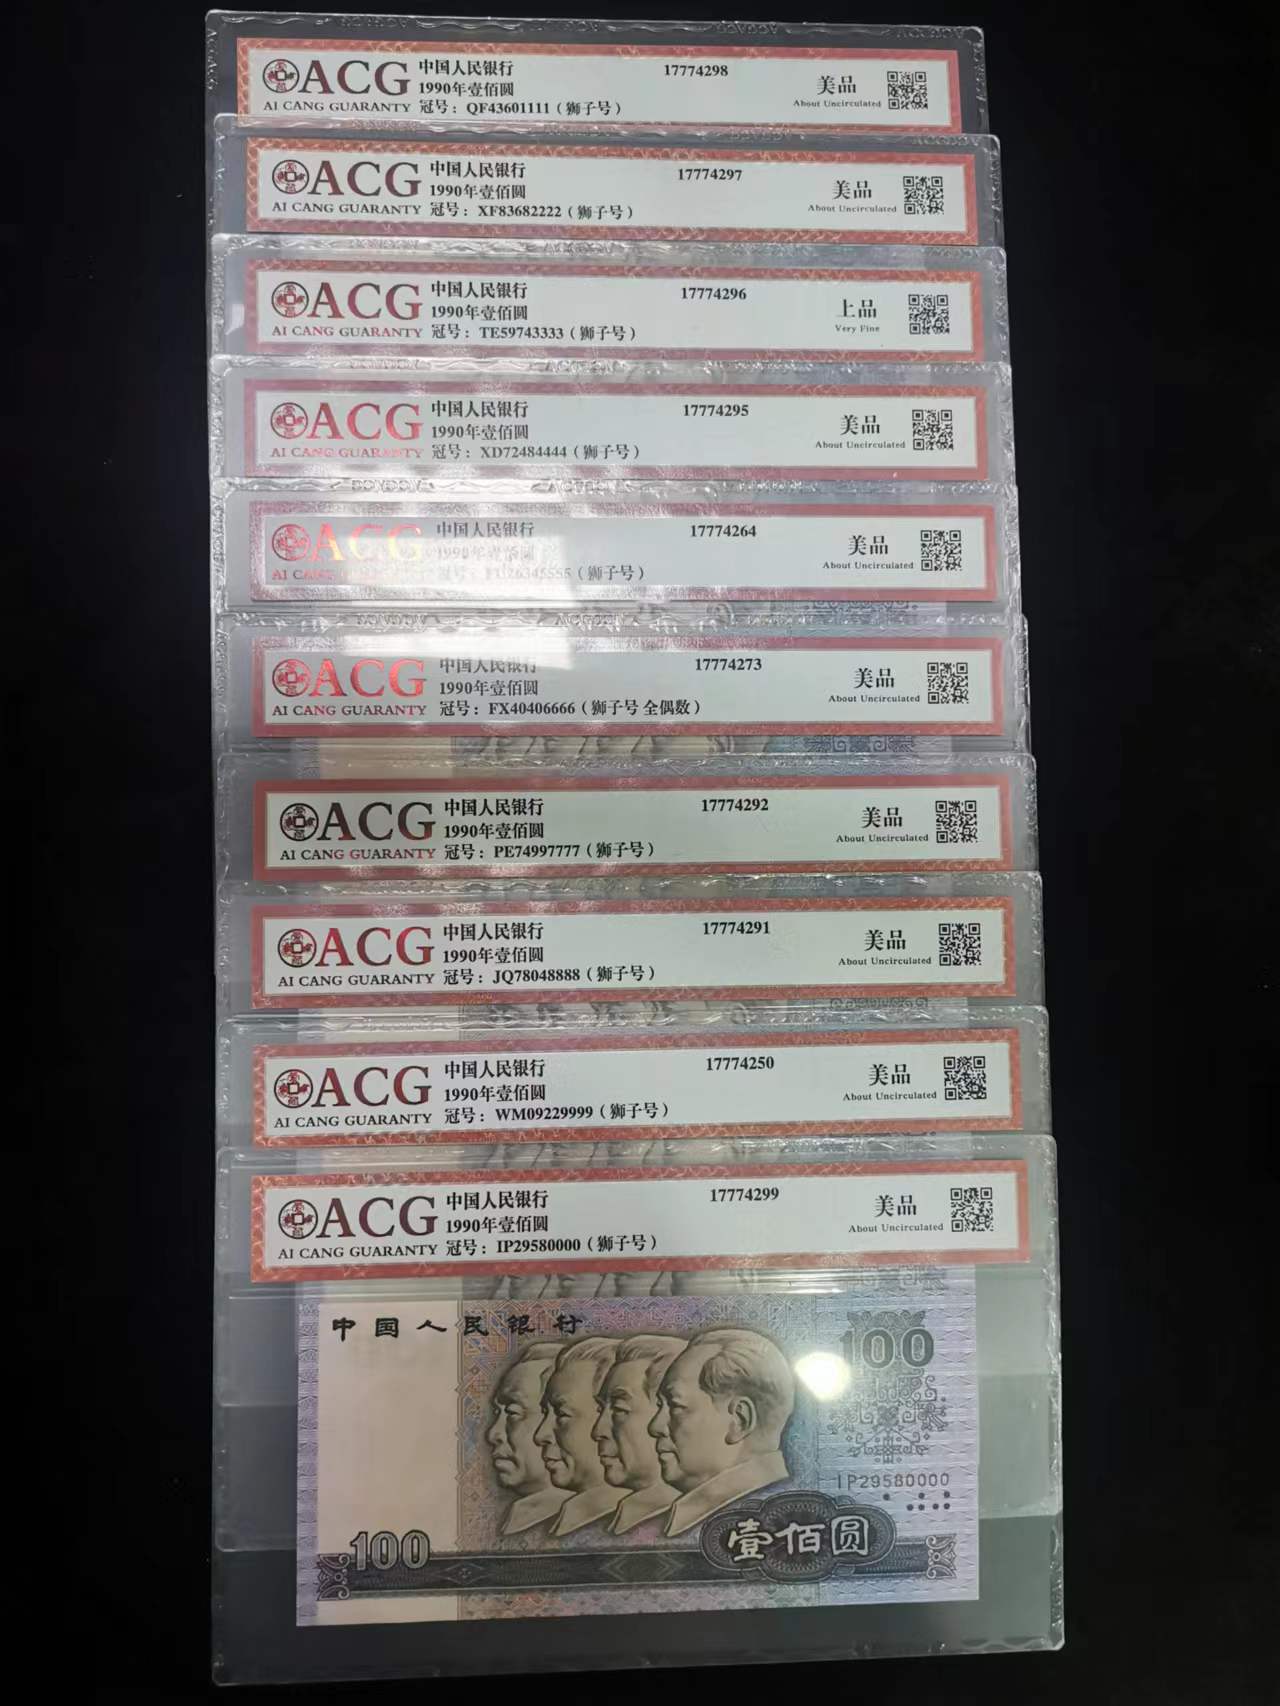 ACG
AI CANG GUARANTY
中国人民银行
1990年壹佰圆
冠号：QF43601111（狮子号）
17774298
美品
About Uncirculated
ACG
AI CANG GUARANTY
中国人民银行
1990年壹佰圆
冠号：XF83682222（狮子号）
17774297
美品
About Uncirculated
ACG
AI CANG GUARANTY
中国人民银行
1990年壹佰圆
冠号：TE59743333（狮子号）
17774296
上品
Very Fine
ACG
AI CANG GUARANTY
中国人民银行
1990年壹佰圆
冠号：XD72484444（狮子号）
17774295
美品
About Uncirculated
ACG
AI CANG
中国人民银行
1990年壹佰圆
冠号：（狮子号）
17774264
美品
About Uncirculated
ACG
AI CANG GUARANTY
中国人民银行
1990年壹佰圆
冠号：FX40406666（狮子号 全偶数）
17774273
美品
About Uncirculated
ACG
AI CANG GUARANTY
中国人民银行
1990年壹佰圆
冠号：PE74997777（狮子号）
17774292
美品
About Uncirculated
ACG
AI CANG GUARANTY
中国人民银行
1990年壹佰圆
冠号：JQ78048888（狮子号）
17774291
美品
About Uncirculated
ACG
AI CANG GUARANTY
中国人民银行
1990年壹佰圆
冠号：WM09229999（狮子号）
17774250
美品
About Uncirculated
ACG
AI CANG GUARANTY
中国人民银行
1990年壹佰圆
冠号：IP29580000（狮子号）
17774299
美品
About Uncirculated
中国人民银行
100
IP29580000
100
壹佰圆